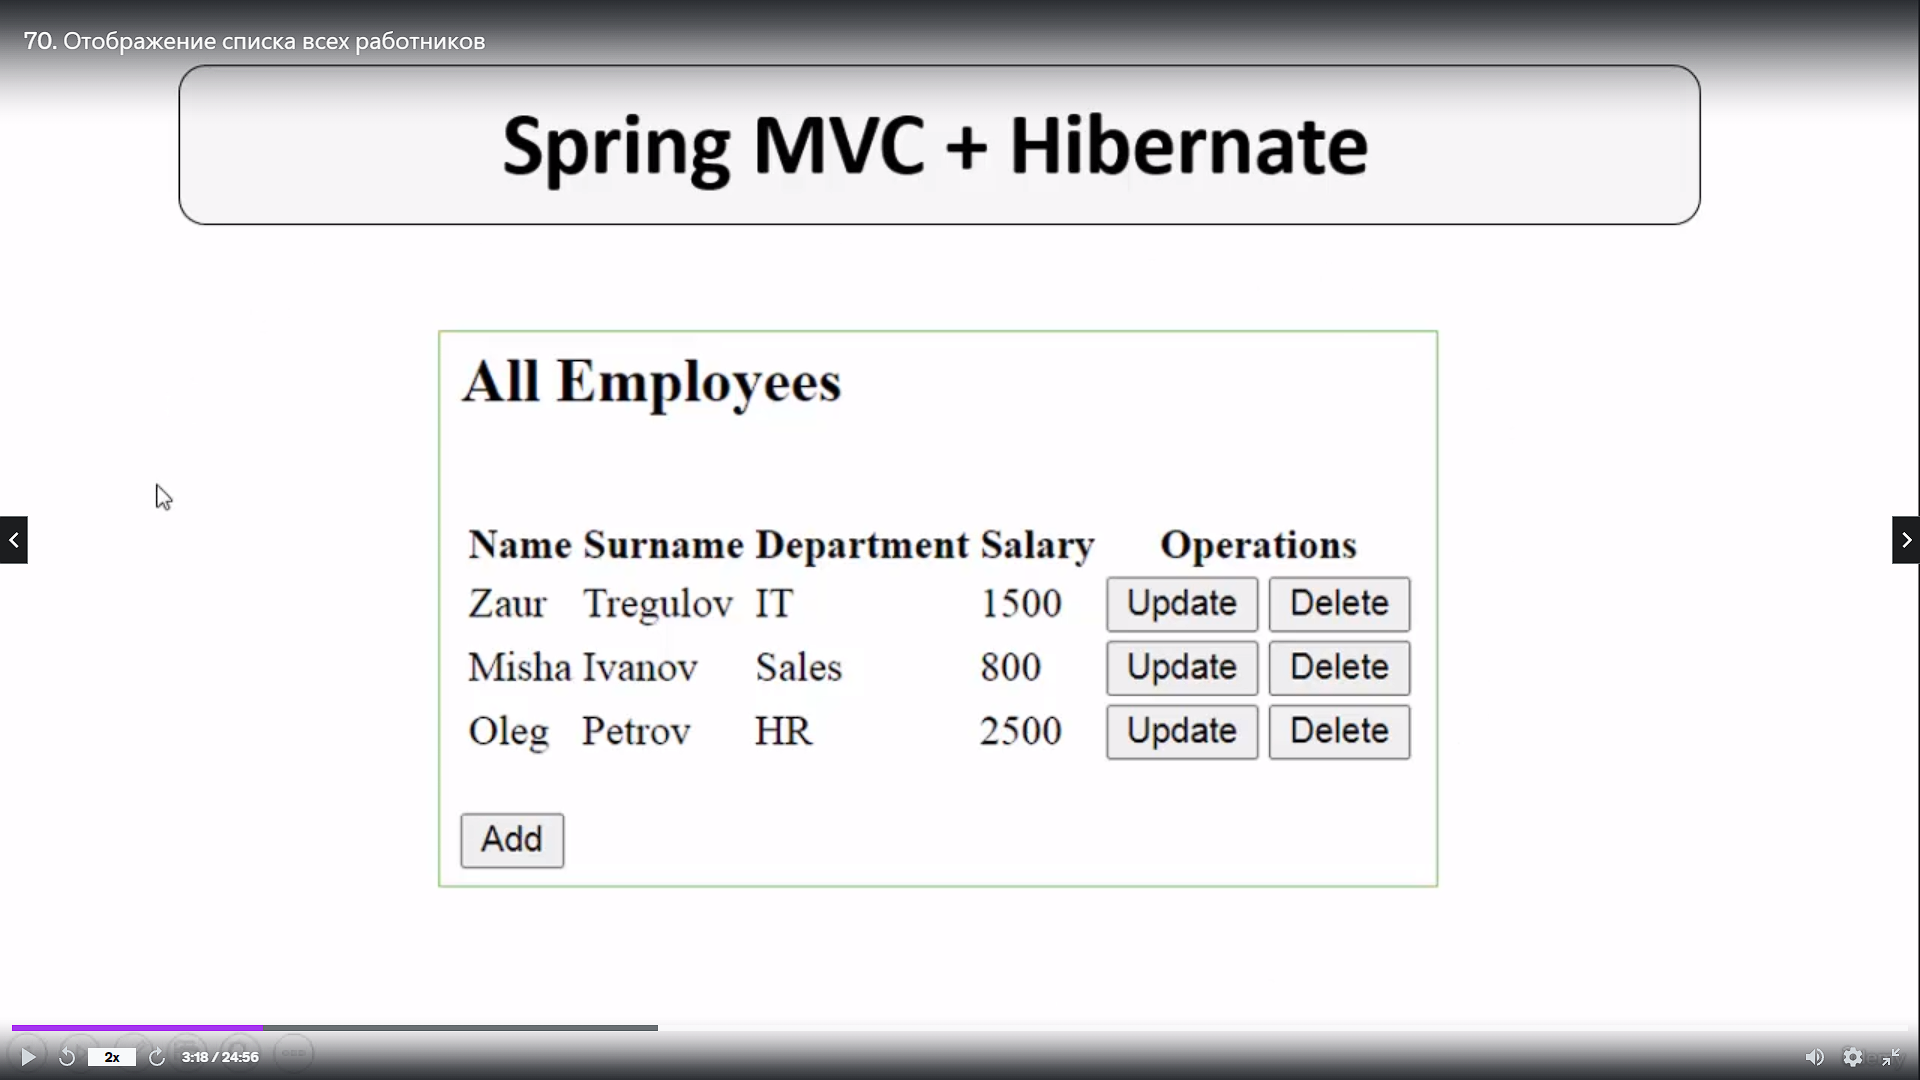 70. Отображение списка всех работников
Spring MVC + Hibernate
All Employees
Name Surname Department Salary Operations
Zaur Tregulov IT 1500 Update Delete
Misha Ivanov Sales 800 Update Delete
Oleg Petrov HR 2500 Update Delete
Add
2x 3:18 / 24:56